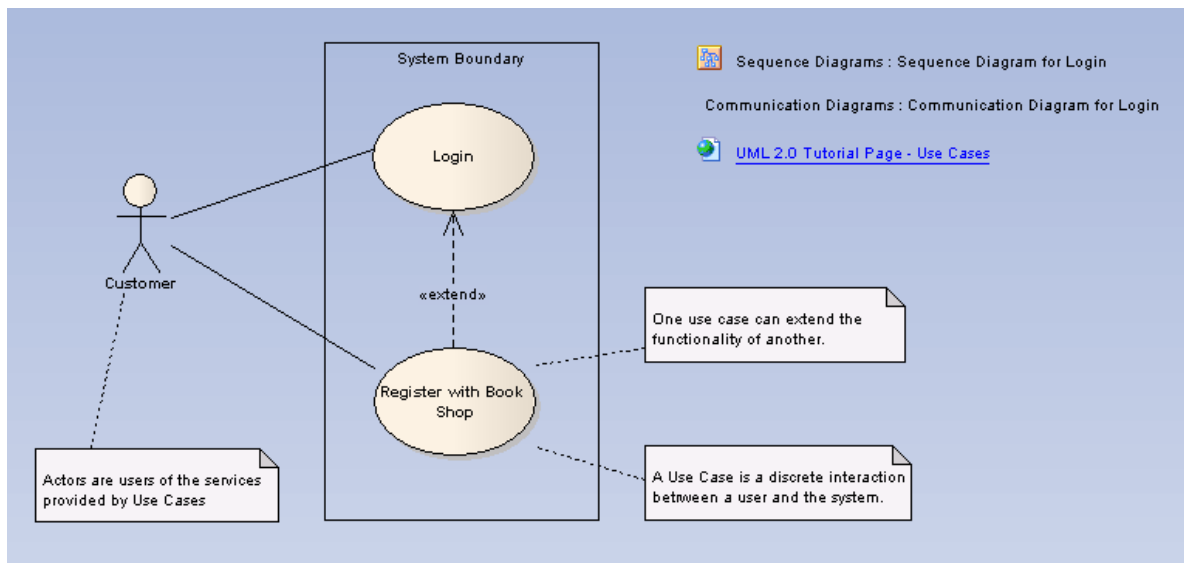 System Boundary
Sequence Diagrams : Sequence Diagram for Login
Communication Diagrams : Communication Diagram for Login
UML 2.0 Tutorial Page - Use Cases
Login
Customer
«extend»
One use case can extend the
functionality of another.
Register with Book
Shop
Actors are users of the services
provided by Use Cases
A Use Case is a discrete interaction
between a user and the system.